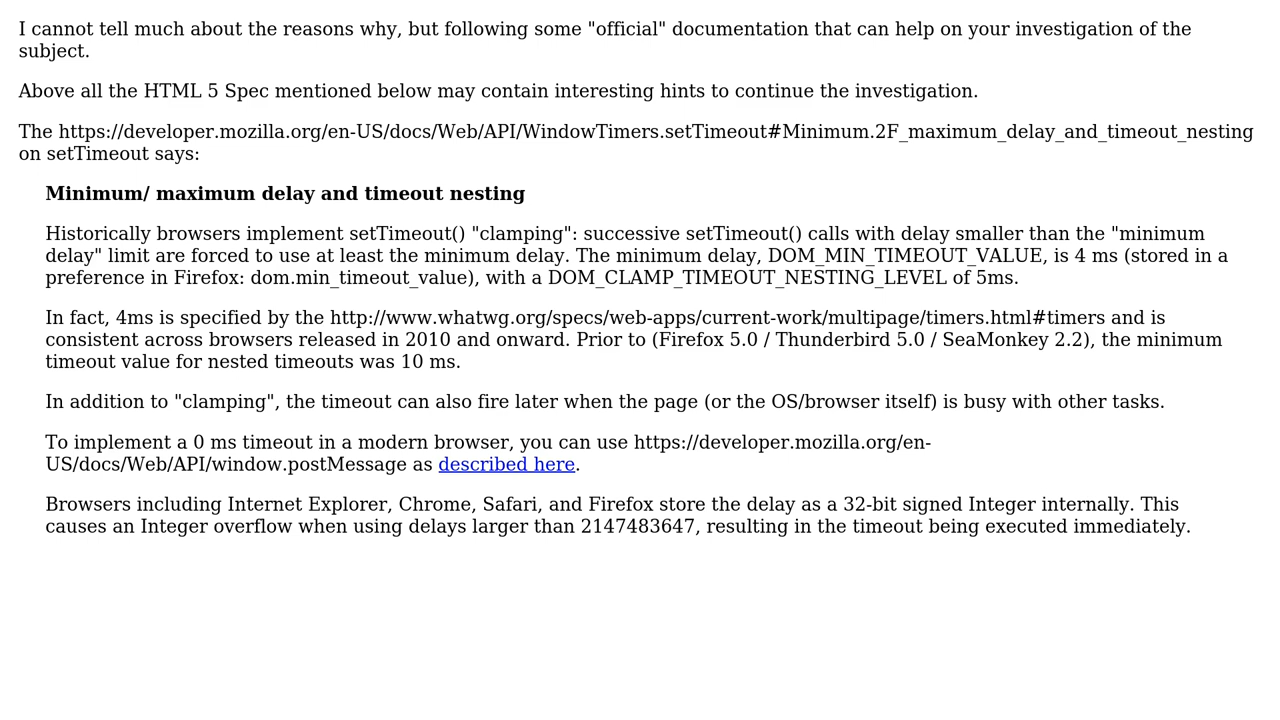 I cannot tell much about the reasons why, but following some "official" documentation that can help on your investigation of the
subject.
Above all the HTML 5 Spec mentioned below may contain interesting hints to continue the investigation.
The https://developer.mozilla.org/en-US/docs/Web/API/WindowTimers.setTimeout#Minimum.2F_maximum_delay_and_timeout_nesting
on setTimeout says:
Minimum/ maximum delay and timeout nesting
Historically browsers implement setTimeout() "clamping": successive setTimeout() calls with delay smaller than the "minimum
delay" limit are forced to use at least the minimum delay. The minimum delay, DOM_MIN_TIMEOUT_VALUE, is 4 ms (stored in a
preference in Firefox: dom.min_timeout_value), with a DOM_CLAMP_TIMEOUT_NESTING_LEVEL of 5ms.
In fact, 4ms is specified by the http://www.whatwg.org/specs/web-apps/current-work/multipage/timers.html#timers and is
consistent across browsers released in 2010 and onward. Prior to (Firefox 5.0 / Thunderbird 5.0 / SeaMonkey 2.2), the minimum
timeout value for nested timeouts was 10 ms.
In addition to "clamping", the timeout can also fire later when the page (or the OS/browser itself) is busy with other tasks.
To implement a 0 ms timeout in a modern browser, you can use https://developer.mozilla.org/en-
US/docs/Web/API/window.postMessage as described here.
Browsers including Internet Explorer, Chrome, Safari, and Firefox store the delay as a 32-bit signed Integer internally. This
causes an Integer overflow when using delays larger than 2147483647, resulting in the timeout being executed immediately.